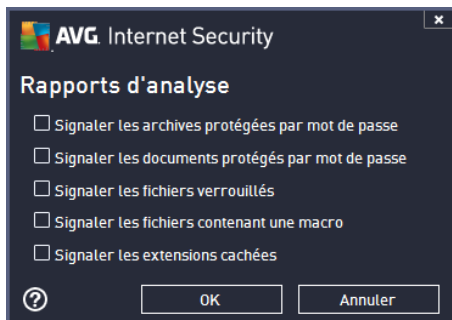 AVG. Internet Security
Rapports d'analyse
Signaler les archives protégées par mot de passe
Signaler les documents protégés par mot de passe
Signaler les fichiers verrouillés
Signaler les fichiers contenant une macro
Signaler les extensions cachées
? OK Annuler